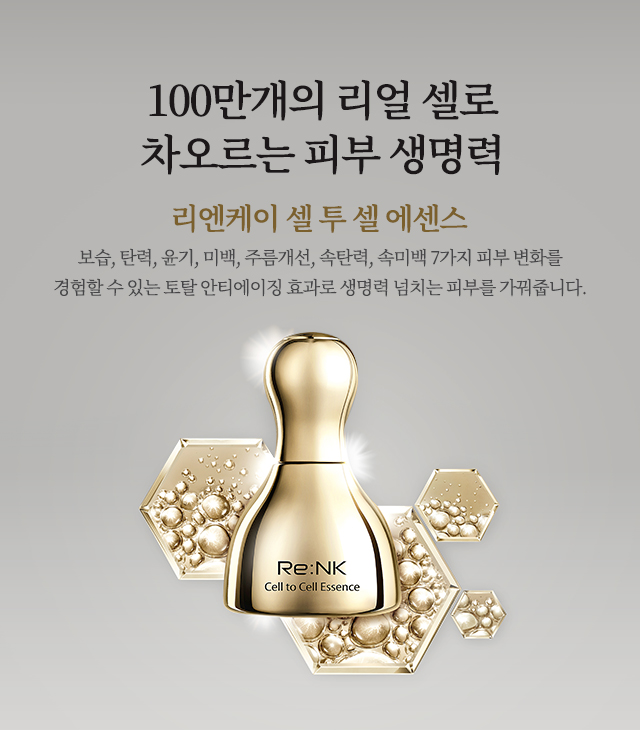 100만개의 리얼 셀로
차오르는 피부 생명력
리엔케이 셀 투 셀 에센스
보습, 탄력, 윤기, 미백, 주름개선, 속탄력, 속미백 7가지 피부 변화를
경험할 수 있는 토탈 안티에이징 효과로 생명력 넘치는 피부를 가꿔줍니다.
Re:NK
Cell to Cell Essence